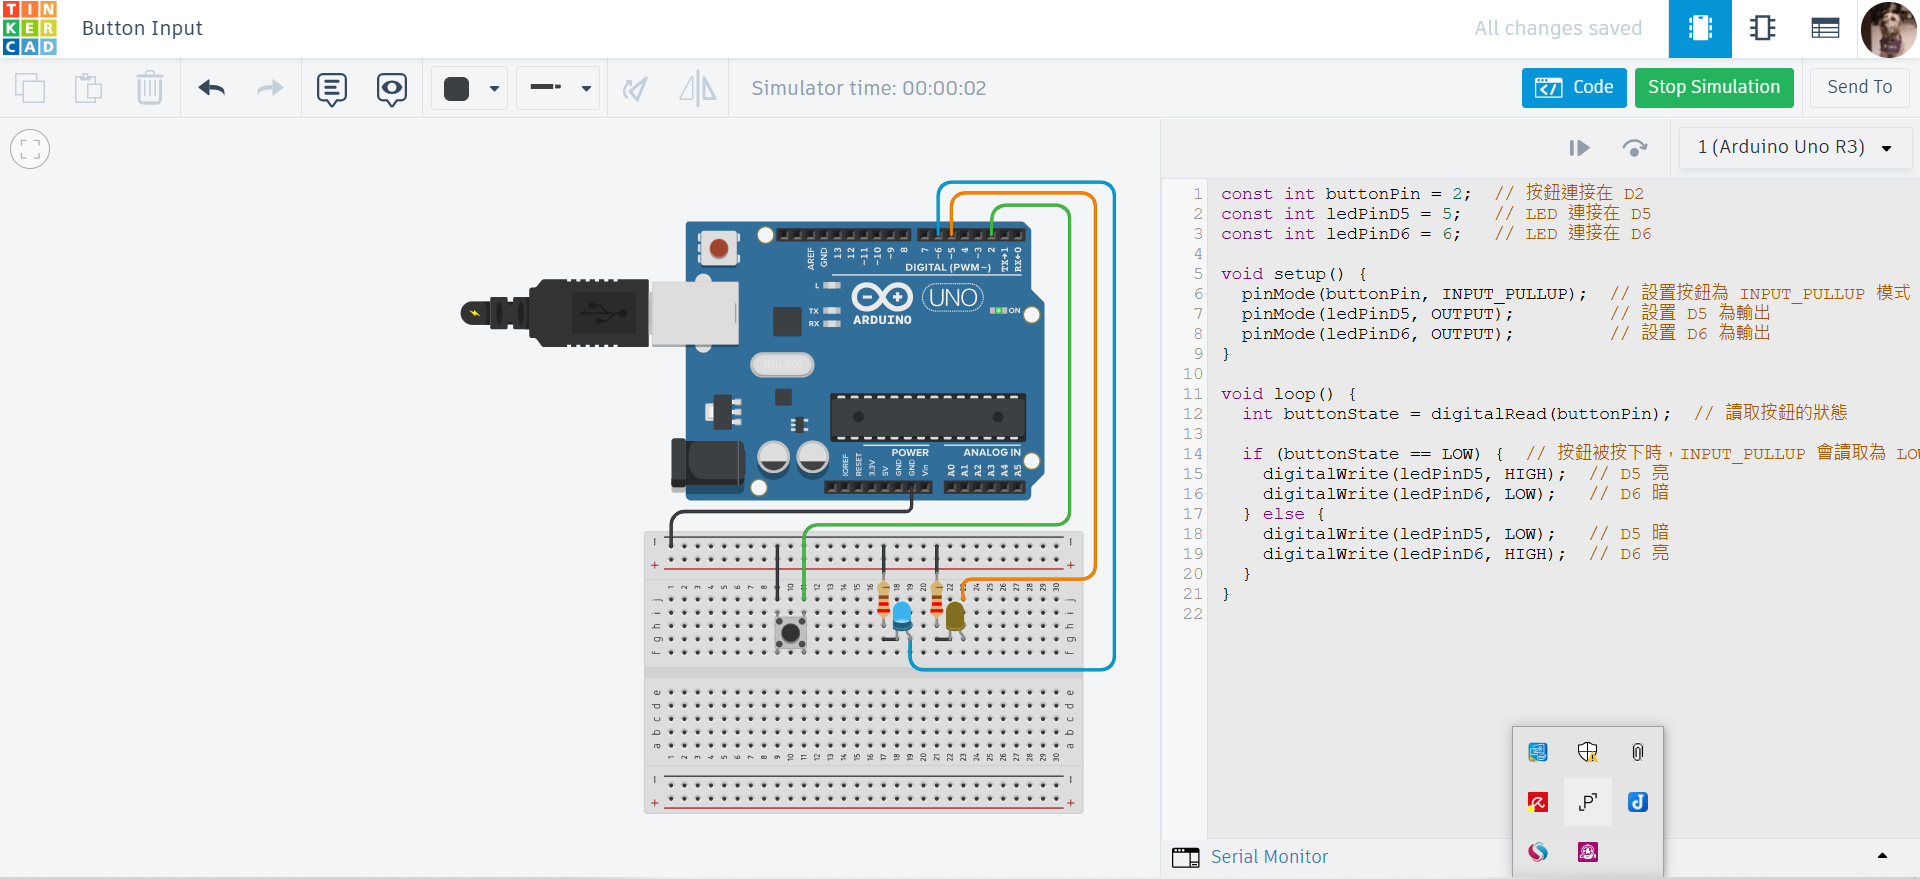 TIN
KER
CAD
Button Input
All changes saved
Simulator time: 00:00:02
Code
Stop Simulation
Send To
1 (Arduino Uno R3)
AREF
GND
13
12
~11
~10
~9
8
7
~6
~5
4
~3
2
TX→1
RX←0
DIGITAL (PWM~)
L
TX
RX
UNO
ARDUINO
ON
POWER
ANALOG IN
IOREF
RESET
3.3V
5V
GND
GND
Vin
A0
A1
A2
A3
A4
A5
1 const int buttonPin = 2;  // 按鈕連接在 D2
2 const int ledPinD5 = 5;   // LED 連接在 D5
3 const int ledPinD6 = 6;   // LED 連接在 D6
4
5 void setup() {
6   pinMode(buttonPin, INPUT_PULLUP);  // 設置按鈕為 INPUT_PULLUP 模式
7   pinMode(ledPinD5, OUTPUT);         // 設置 D5 為輸出
8   pinMode(ledPinD6, OUTPUT);         // 設置 D6 為輸出
9 }
10
11 void loop() {
12   int buttonState = digitalRead(buttonPin);  // 讀取按鈕的狀態
13
14   if (buttonState == LOW) {  // 按鈕被按下時，INPUT_PULLUP 會讀取為 LOW
15     digitalWrite(ledPinD5, HIGH);  // D5 亮
16     digitalWrite(ledPinD6, LOW);   // D6 暗
17   } else {
18     digitalWrite(ledPinD5, LOW);   // D5 暗
19     digitalWrite(ledPinD6, HIGH);  // D6 亮
20   }
21 }
22
Serial Monitor